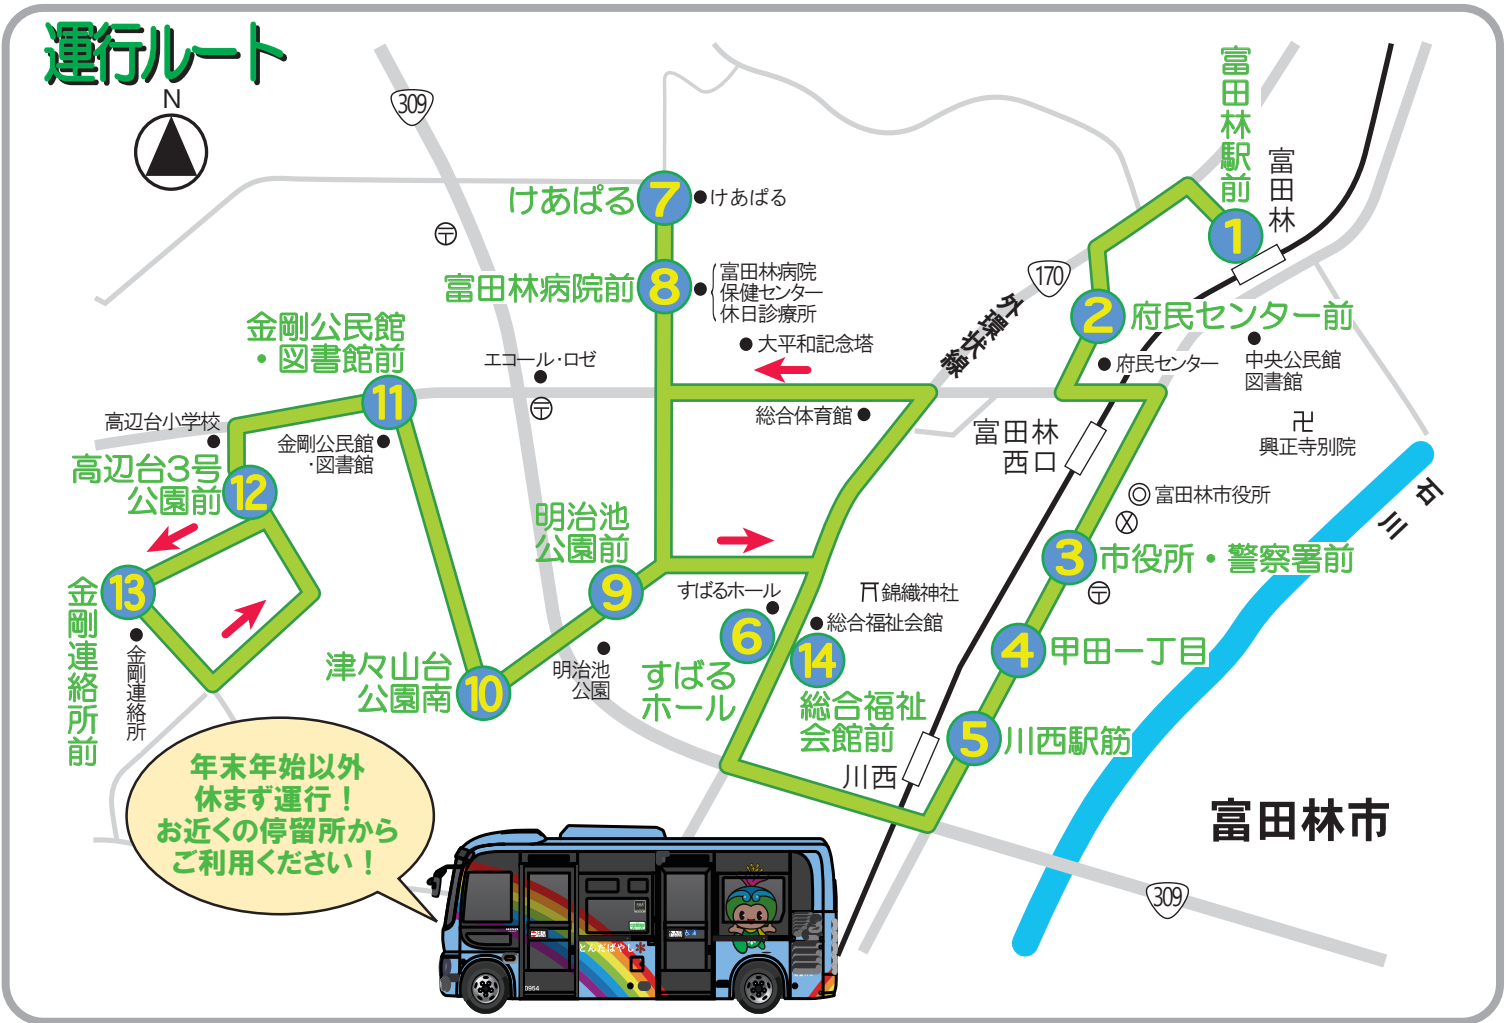 運行ルート
N
309
富田林駅前
富田林
1
けあぱる
7
けあぱる
170
外環状線
富田林病院前
8
富田林病院
保健センター
休日診療所
大平和記念塔
2
府民センター前
府民センター
中央公民館
図書館
金剛公民館
・図書館前
エコール・ロゼ
11
高辺台小学校
金剛公民館
・図書館
総合体育館
富田林
西口
卍
興正寺別院
高辺台3号
公園前
12
富田林市役所
石川
明治池
公園前
9
3
市役所・警察署前
〒
金剛連絡所前
13
金剛連絡所
すばるホール
6
すばる
ホール
錦織神社
総合福祉会館
14
総合福祉
会館前
4
甲田一丁目
津々山台
公園南
10
明治池
公園
5
川西駅筋
川西
年末年始以外
休まず運行！
お近くの停留所から
ご利用ください！
富田林市
309
とんだばやし
0954